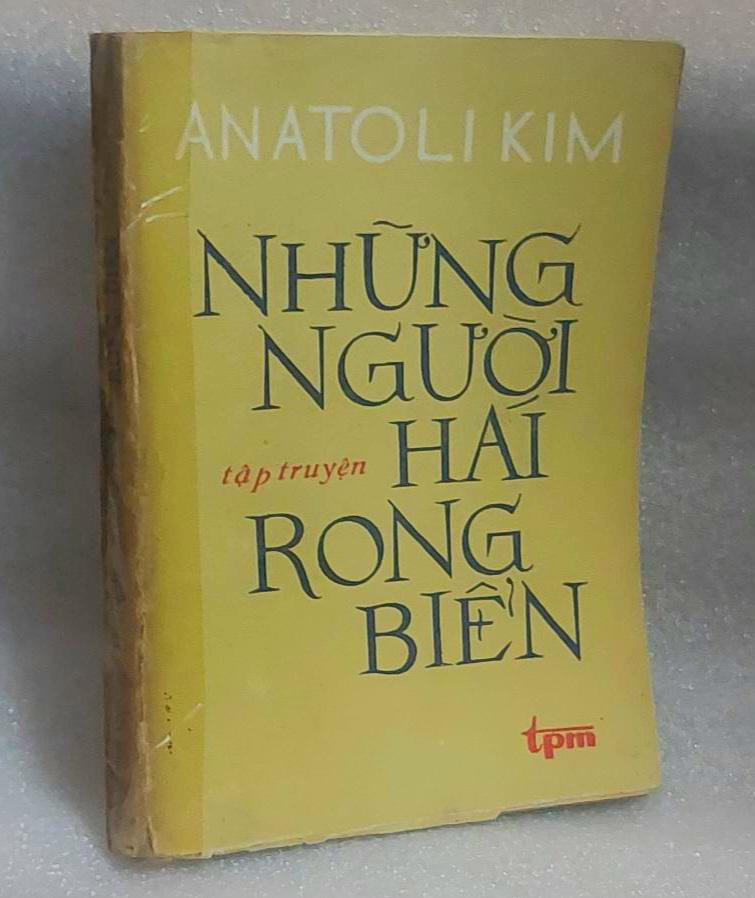 ANATOLI KIM
NHỮNG
NGƯỜI
HÁI
tập truyện
RONG
BIỂN
tpm